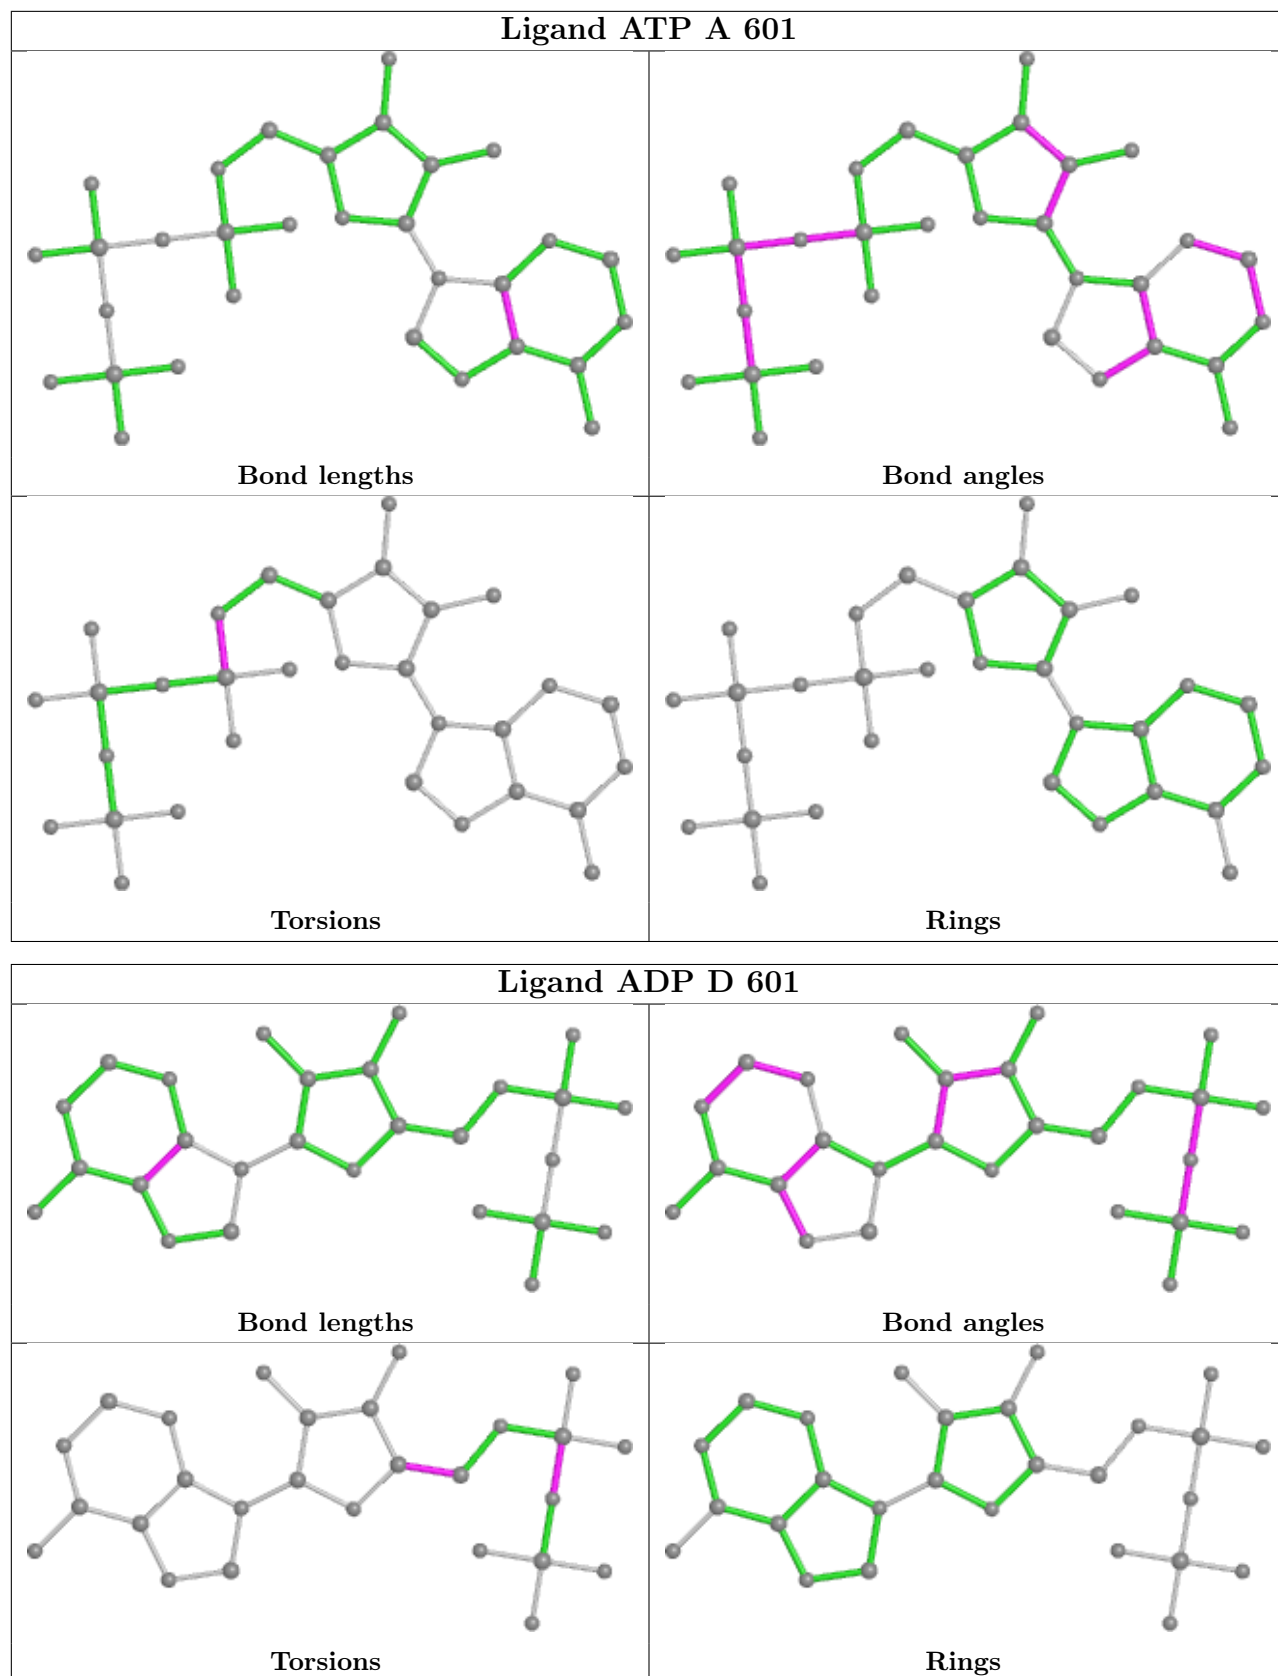 Ligand ATP A 601
Bond lengths
Bond angles
Torsions
Rings
Ligand ADP D 601
Bond lengths
Bond angles
Torsions
Rings